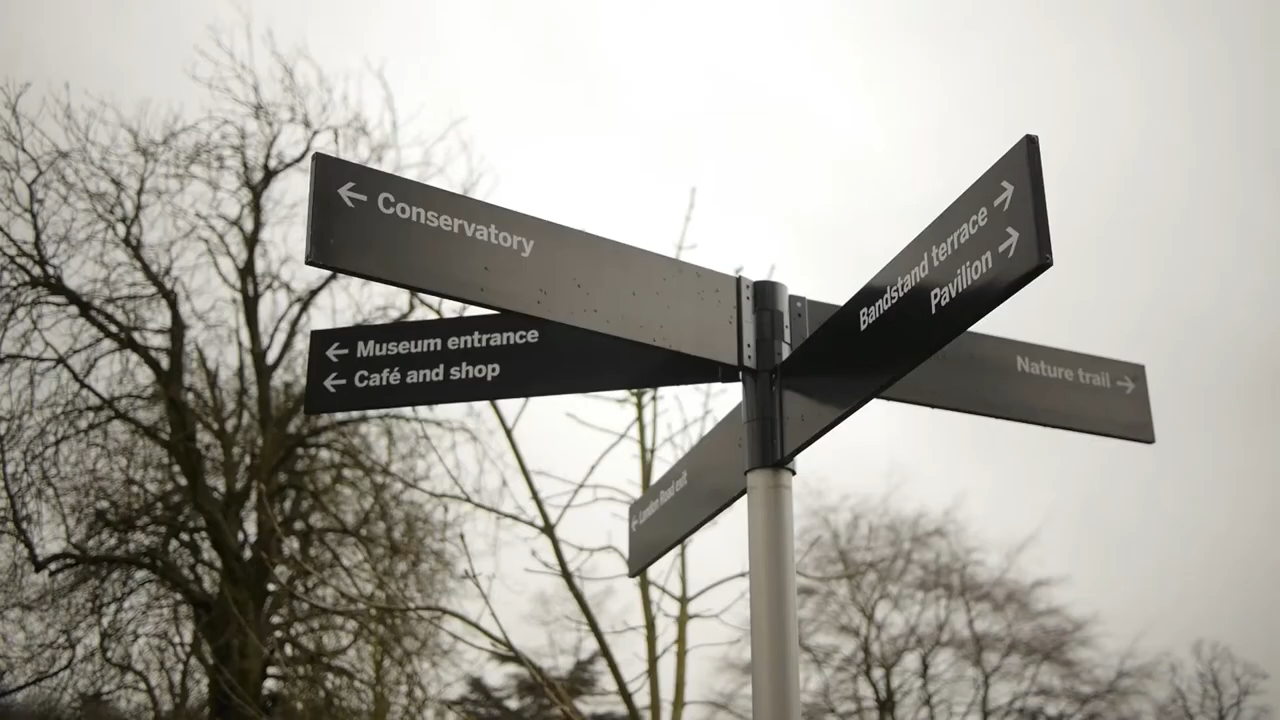 ← Conservatory
← Museum entrance
← Café and shop
Bandstand terrace →
Pavilion →
Nature trail →
← London Road exit